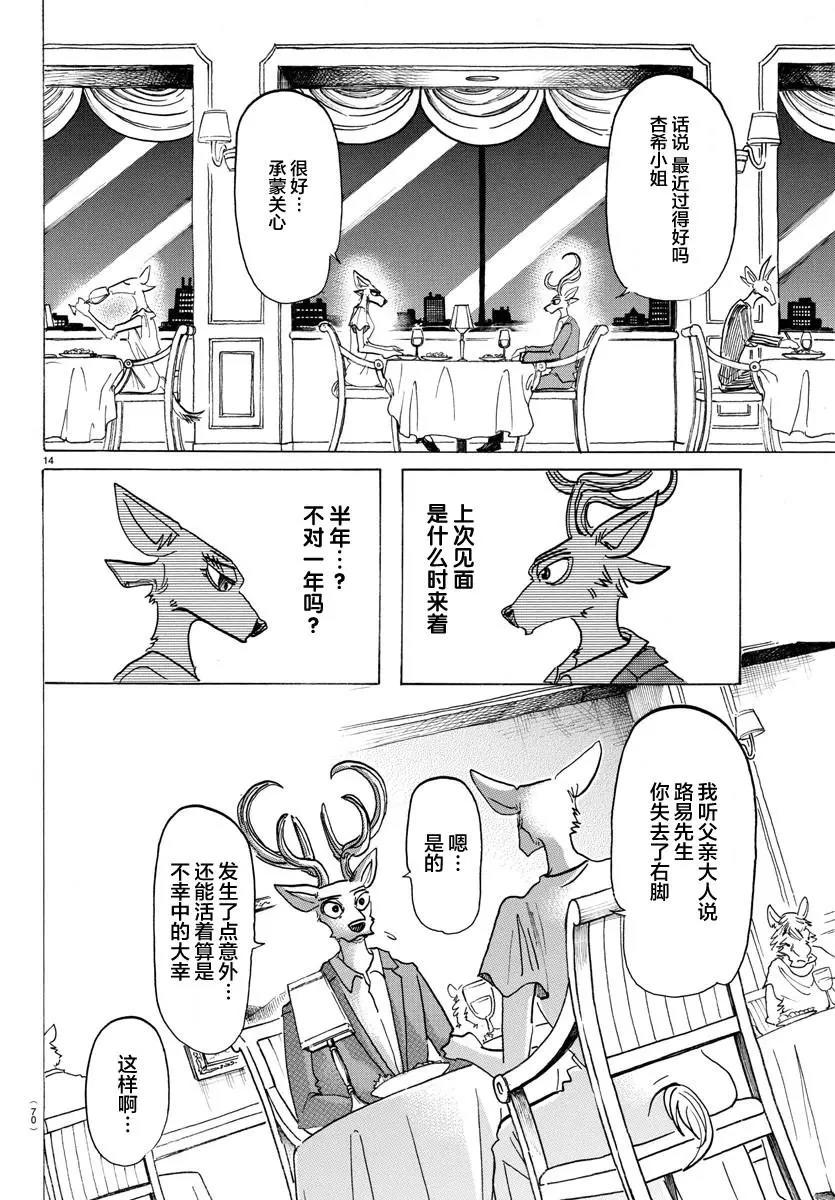 话说 最近过得好吗
杏希小姐
很好…
承蒙关心
14
上次见面
是什么时来着
半年…?
不对一年吗?
我听父亲大人说
路易先生
你失去了右脚
嗯…
是的
发生了点意外…
还能活着算是
不幸中的大幸
这样啊…
(70)